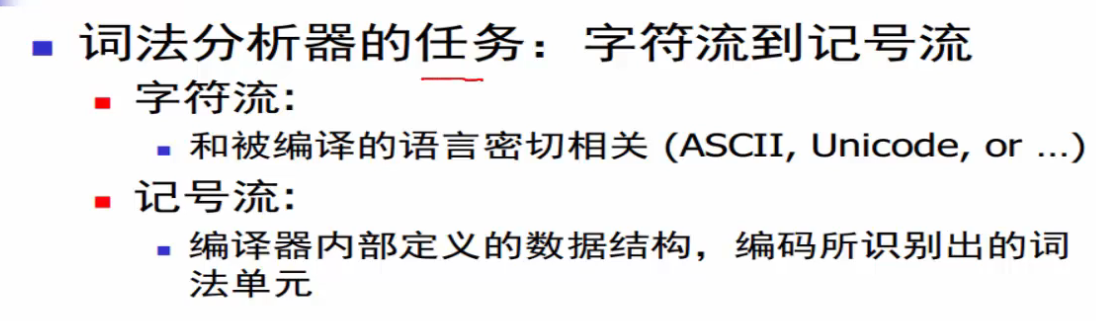 词法分析器的任务：字符流到记号流
字符流:
和被编译的语言密切相关 (ASCII, Unicode, or …)
记号流:
编译器内部定义的数据结构，编码所识别出的词
法单元